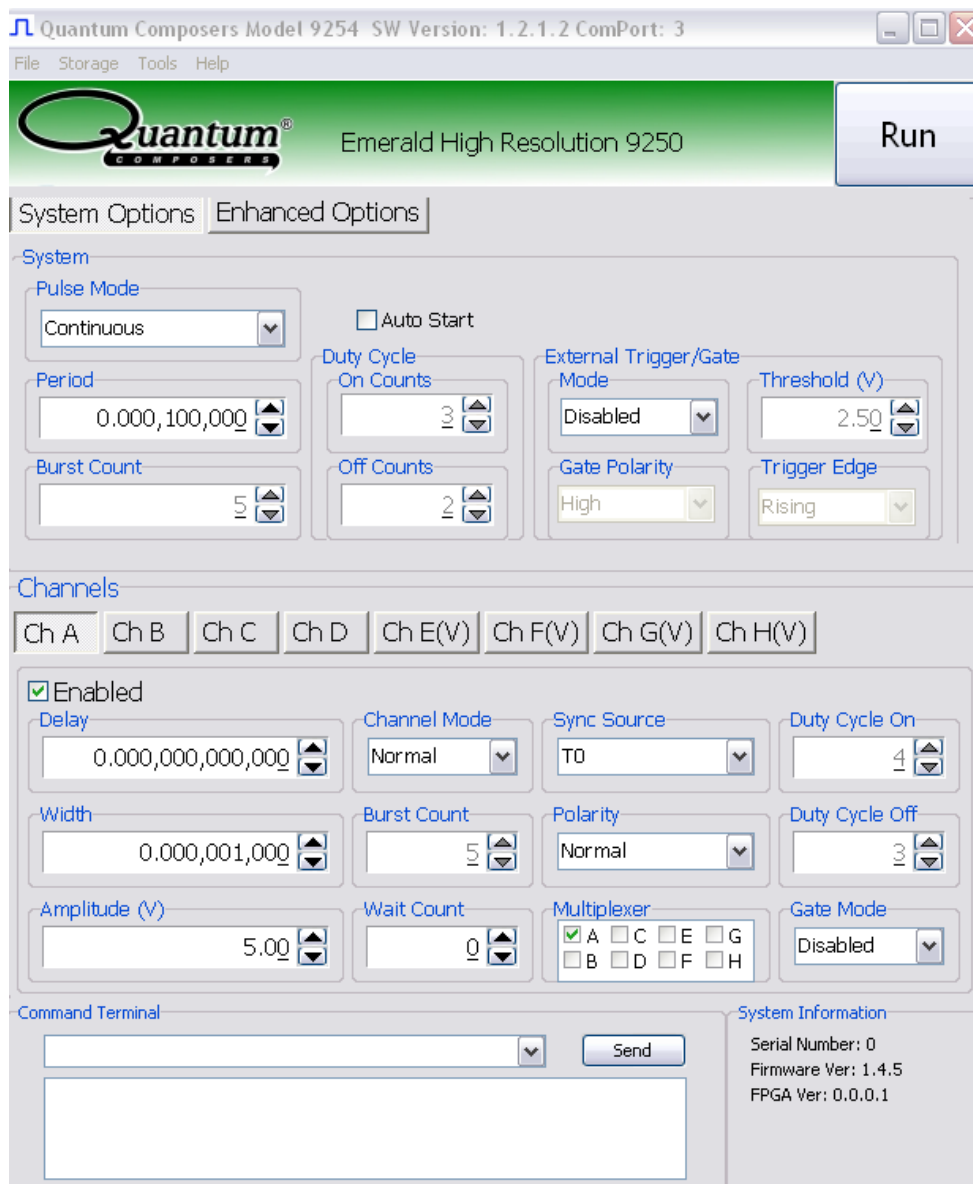 Quantum Composers Model 9254 SW Version: 1.2.1.2 ComPort: 3
File Storage Tools Help
Quantum®
COMPOSERS
Emerald High Resolution 9250
Run
System Options Enhanced Options
System
Pulse Mode
Continuous
Auto Start
Duty Cycle External Trigger/Gate
Period On Counts Mode Threshold (V)
0.000,100,000 3 Disabled 2.50
Burst Count Off Counts Gate Polarity Trigger Edge
5 2 High Rising
Channels
Ch A Ch B Ch C Ch D Ch E(V) Ch F(V) Ch G(V) Ch H(V)
Enabled
Delay Channel Mode Sync Source Duty Cycle On
0.000,000,000,000 Normal T0 4
Width Burst Count Polarity Duty Cycle Off
0.000,001,000 5 Normal 3
Amplitude (V) Wait Count Multiplexer Gate Mode
5.00 0 A C E G Disabled
B D F H
Command Terminal System Information
Send Serial Number: 0
Firmware Ver: 1.4.5
FPGA Ver: 0.0.0.1